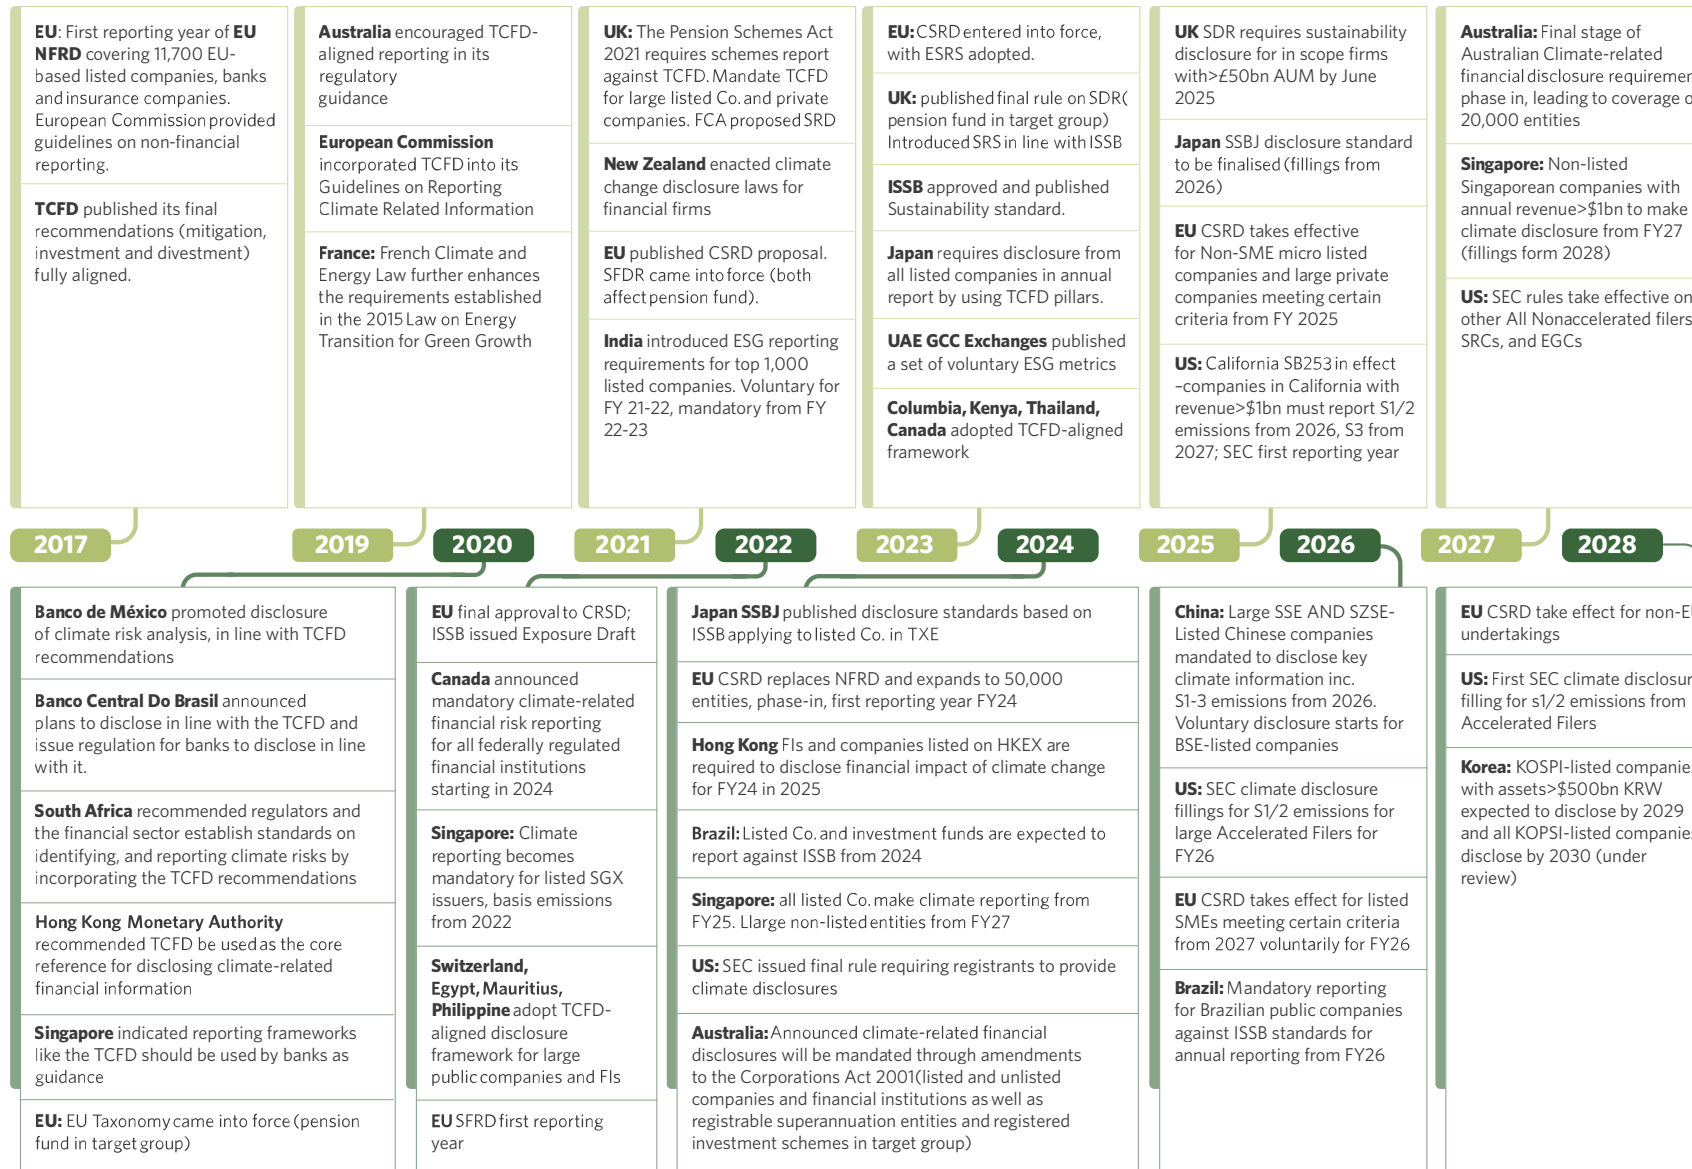 EU: First reporting year of EU
NFRD covering 11,700 EU-
based listed companies, banks
and insurance companies.
European Commission provided
guidelines on non-financial
reporting.
TCFD published its final
recommendations (mitigation,
investment and divestment)
fully aligned.
Australia encouraged TCFD-
aligned reporting in its
regulatory
guidance
European Commission
incorporated TCFD into its
Guidelines on Reporting
Climate Related Information
France: French Climate and
Energy Law further enhances
the requirements established
in the 2015 Law on Energy
Transition for Green Growth
UK: The Pension Schemes Act
2021 requires schemes report
against TCFD. Mandate TCFD
for large listed Co. and private
companies. FCA proposed SRD
New Zealand enacted climate
change disclosure laws for
financial firms
EU published CSRD proposal.
SFDR came into force (both
affect pension fund).
India introduced ESG reporting
requirements for top 1,000
listed companies. Voluntary for
FY 21-22, mandatory from FY
22-23
EU: CSRD entered into force,
with ESRS adopted.
UK: published final rule on SDR(
pension fund in target group)
Introduced SRS in line with ISSB
ISSB approved and published
Sustainability standard.
Japan requires disclosure from
all listed companies in annual
report by using TCFD pillars.
UAE GCC Exchanges published
a set of voluntary ESG metrics
Columbia, Kenya, Thailand,
Canada adopted TCFD-aligned
framework
UK SDR requires sustainability
disclosure for in scope firms
with>£50bn AUM by June
2025
Japan SSBJ disclosure standard
to be finalised (fillings from
2026)
EU CSRD takes effective
for Non-SME micro listed
companies and large private
companies meeting certain
criteria from FY 2025
US: California SB253 in effect
–companies in California with
revenue>$1bn must report S1/2
emissions from 2026, S3 from
2027; SEC first reporting year
Australia: Final stage of
Australian Climate-related
financial disclosure
phase in, leading to coverage
20,000 entities
Singapore: Non-listed
Singaporean companies with
annual revenue>$1bn to make
climate disclosure from FY27
(fillings form 2028)
US: SEC rules take effective on
other All Nonaccelerated filers
SRCs, and EGCs
2017
2019
2020
2021
2022
2023
2024
2025
2026
2027
2028
Banco de México promoted disclosure
of climate risk analysis, in line with TCFD
recommendations
Banco Central Do Brasil announced
plans to disclose in line with the TCFD and
issue regulation for banks to disclose in line
with it.
South Africa recommended regulators and
the financial sector establish standards on
identifying, and reporting climate risks by
incorporating the TCFD recommendations
Hong Kong Monetary Authority
recommended TCFD be used as the core
reference for disclosing climate-related
financial information
Singapore indicated reporting frameworks
like the TCFD should be used by banks as
guidance
EU: EU Taxonomy came into force (pension
fund in target group)
EU final approval to CRSD;
ISSB issued Exposure Draft
Canada announced
mandatory climate-related
financial risk reporting
for all federally regulated
financial institutions
starting in 2024
Singapore: Climate
reporting becomes
mandatory for listed SGX
issuers, basis emissions
from 2022
Switzerland,
Egypt, Mauritius,
Philippine adopt TCFD-
aligned disclosure
framework for large
public companies and FIs
EU SFRD first reporting
year
Japan SSBJ published disclosure standards based on
ISSB applying to listed Co. in TXE
EU CSRD replaces NFRD and expands to 50,000
entities, phase-in, first reporting year FY24
Hong Kong FIs and companies listed on HKEX are
required to disclose financial impact of climate change
for FY24 in 2025
Brazil: Listed Co. and investment funds are expected to
report against ISSB from 2024
Singapore: all listed Co. make climate reporting from
FY25. Llarge non-listed entities from FY27
US: SEC issued final rule requiring registrants to provide
climate disclosures
Australia: Announced climate-related financial
disclosures will be mandated through amendments
to the Corporations Act 2001(listed and unlisted
companies and financial institutions as well as
registrable superannuation entities and registered
investment schemes in target group)
China: Large SSE AND SZSE-
Listed Chinese companies
mandated to disclose key
climate information inc.
S1-3 emissions from 2026.
Voluntary disclosure starts for
BSE-listed companies
US: SEC climate disclosure
fillings for S1/2 emissions for
large Accelerated Filers for
FY26
EU CSRD takes effect for listed
SMEs meeting certain criteria
from 2027 voluntarily for FY26
Brazil: Mandatory reporting
for Brazilian public companies
against ISSB standards for
annual reporting from FY26
EU CSRD take effect for
undertakings
US: First SEC climate
filling for s1/2 emissions from
Accelerated Filers
Korea: KOSPI-listed
with assets>$500bn KRW
expected to disclose by 2029
and all KOPSI-listed
disclose by 2030 (under
review)